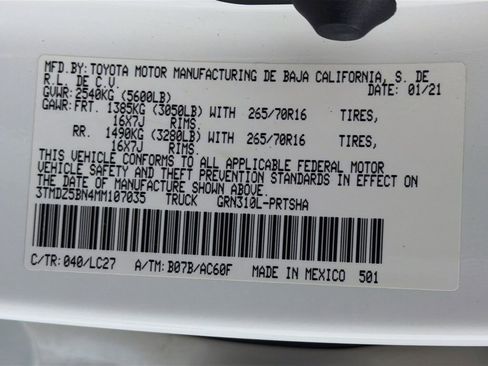 MFD.BY:TOYOTA MOTOR MANUFACTURING DE BAJA CALIFORNIA, S. DE
R.L. DE C.V. DATE: 01/21
GVWR:2540KG (5600LB)
GAWR:FRT. 1385KG (3050LB) WITH 265/70R16 TIRES,
16X7J RIMS.
RR. 1490KG (3280LB) WITH 265/70R16 TIRES,
16X7J RIMS.
THIS VEHICLE CONFORMS TO ALL APPLICABLE FEDERAL MOTOR
VEHICLE SAFETY AND THEFT PREVENTION STANDARDS IN EFFECT ON
THE DATE OF MANUFACTURE SHOWN ABOVE.
3TMDZ5BN4MM107035 TRUCK GRN310L-PRTSHA
C/TR: 040/LC27 A/TM: B07B/AC60F MADE IN MEXICO 501